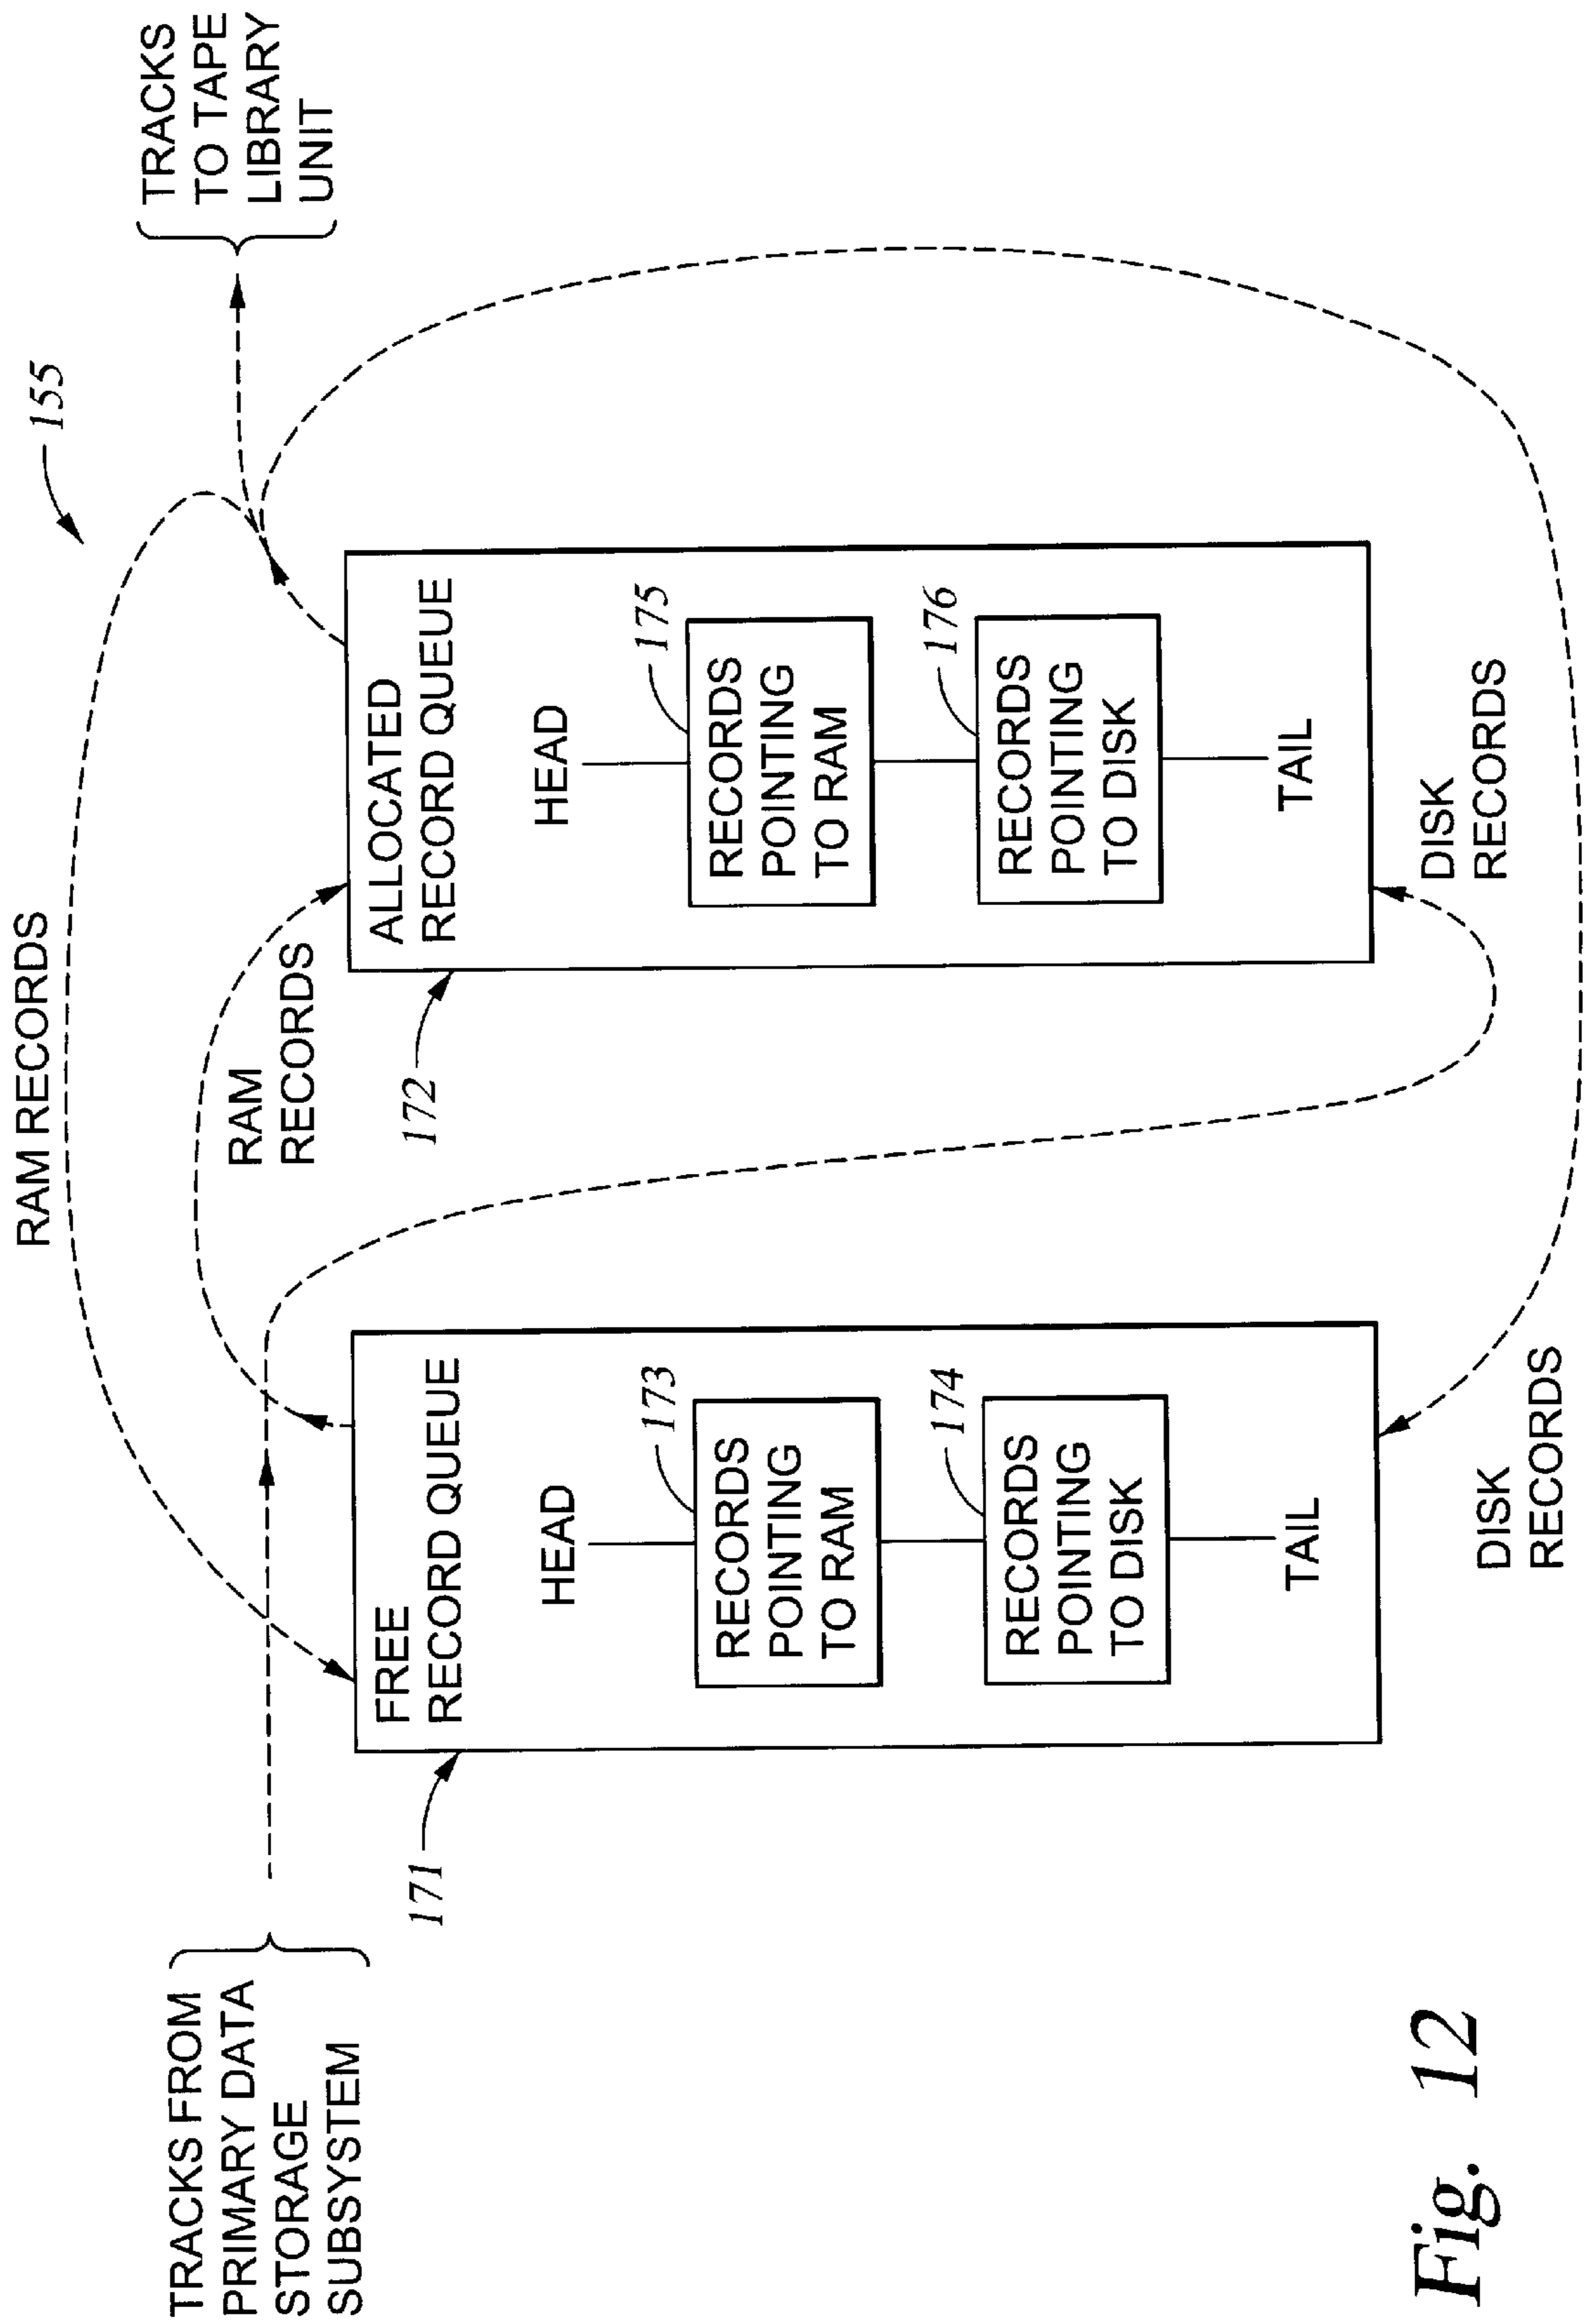 155
RAM RECORDS
TRACKS FROM
PRIMARY DATA
STORAGE
SUBSYSTEM
TRACKS
TO TAPE
LIBRARY
UNIT
RAM
RECORDS
171
FREE
RECORD QUEUE
HEAD
173
RECORDS
POINTING
TO RAM
174
RECORDS
POINTING
TO DISK
TAIL
172
ALLOCATED
RECORD QUEUE
HEAD
175
RECORDS
POINTING
TO RAM
176
RECORDS
POINTING
TO DISK
TAIL
DISK
RECORDS
DISK
RECORDS
Fig. 12